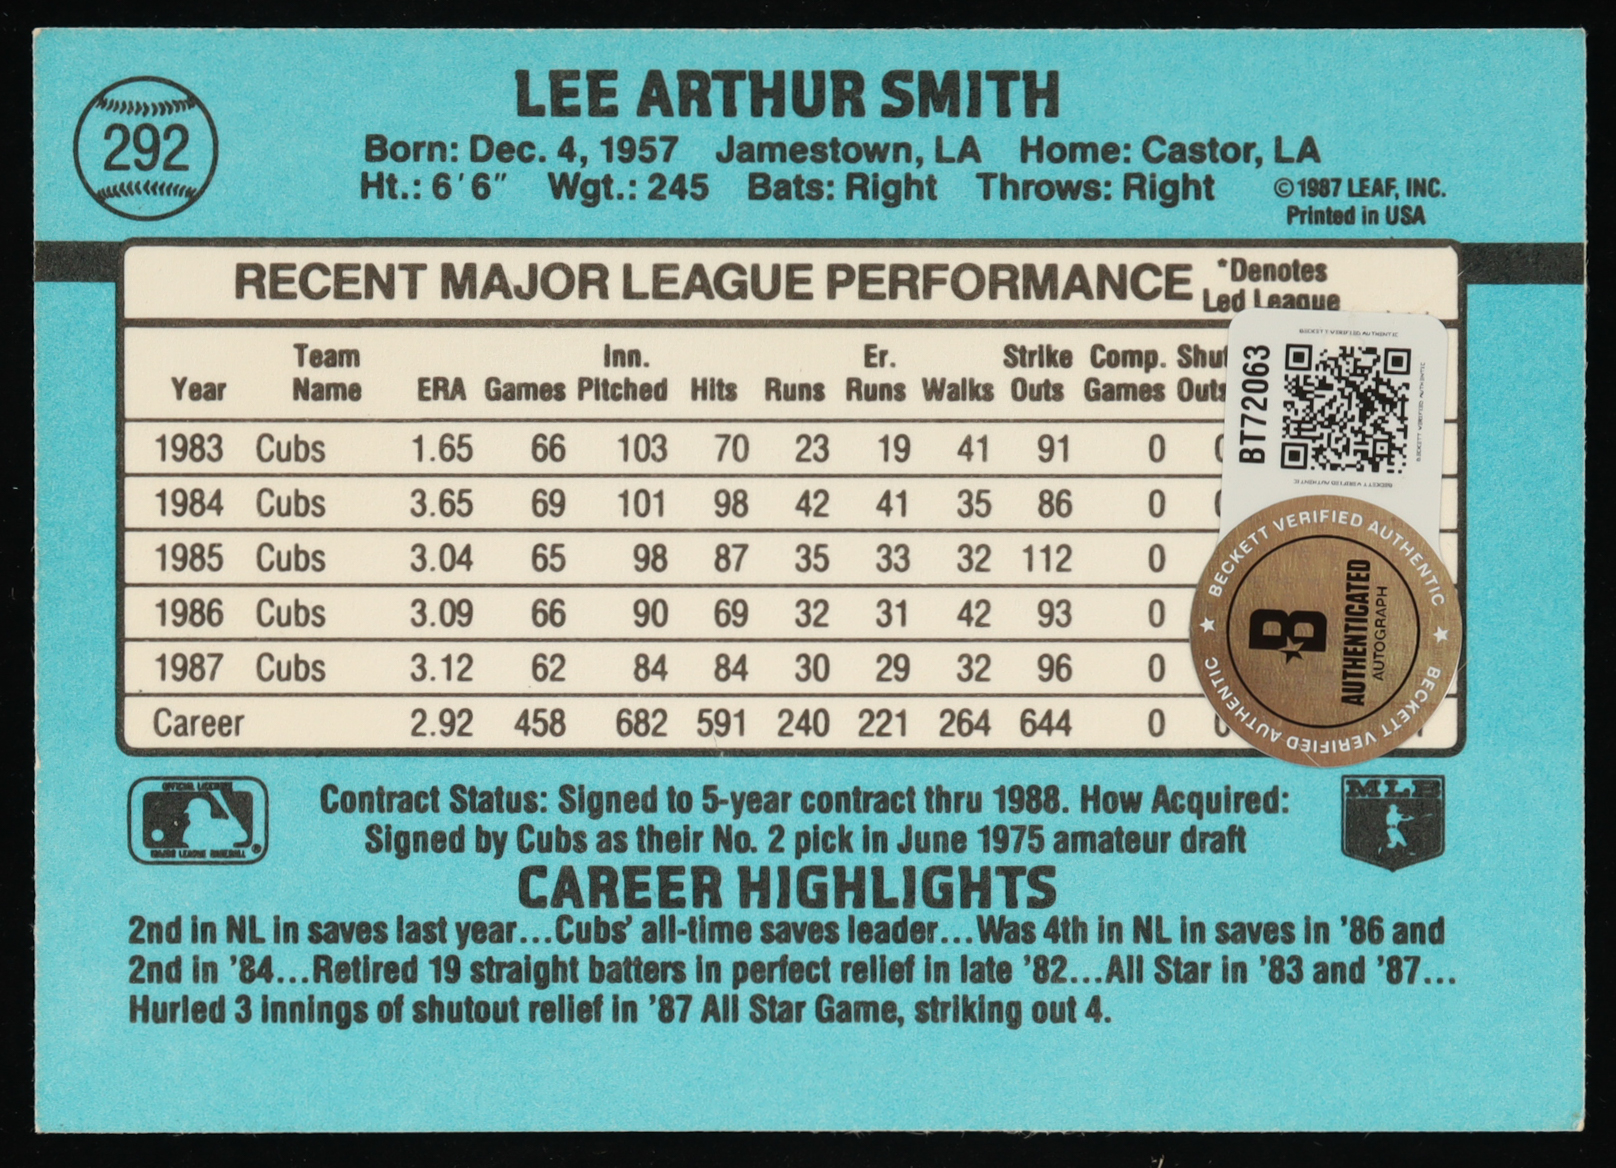 LEE ARTHUR SMITH
292
Born: Dec. 4, 1957 Jamestown, LA Home: Castor, LA
Ht.: 6'6" Wgt.: 245 Bats: Right Throws: Right
©1987 LEAF, INC.
Printed in USA
RECENT MAJOR LEAGUE PERFORMANCE
*Denotes
Led League
Year Team Name ERA Games Inn. Pitched Hits Runs Er. Runs Walks Strike Outs Comp. Games Shut Outs
1983 Cubs 1.65 66 103 70 23 19 41 91 0
1984 Cubs 3.65 69 101 98 42 41 35 86 0
1985 Cubs 3.04 65 98 87 35 33 32 112 0
1986 Cubs 3.09 66 90 69 32 31 42 93 0
1987 Cubs 3.12 62 84 84 30 29 32 96 0
Career 2.92 458 682 591 240 221 264 644 0
BT72063
BECKETT VERIFIED AUTHENTIC
BECKETT VERIFIED AUTHENTIC
B
AUTHENTICATED
AUTOGRAPH
MAJOR LEAGUE BASEBALL
MLB
Contract Status: Signed to 5-year contract thru 1988. How Acquired:
Signed by Cubs as their No. 2 pick in June 1975 amateur draft
CAREER HIGHLIGHTS
2nd in NL in saves last year...Cubs' all-time saves leader...Was 4th in NL in saves in '86 and
2nd in '84...Retired 19 straight batters in perfect relief in late '82...All Star in '83 and '87...
Hurled 3 innings of shutout relief in '87 All Star Game, striking out 4.